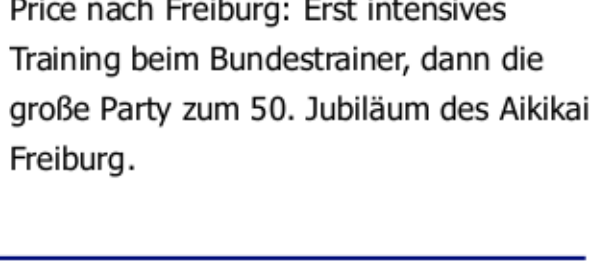 Price nach Freiburg: Erst intensives
Training beim Bundestrainer, dann die
große Party zum 50. Jubiläum des Aikikai
Freiburg.